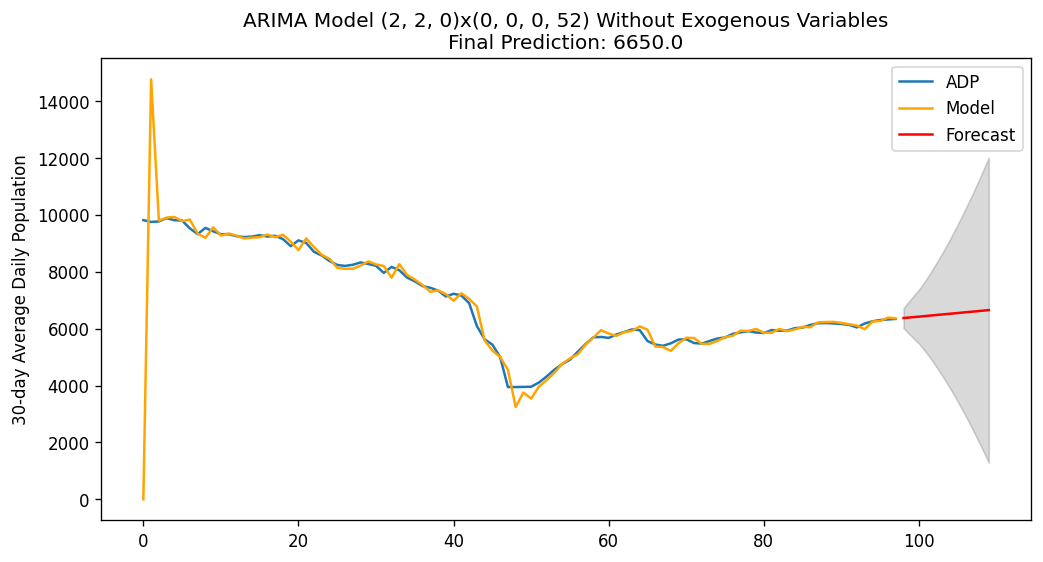 ARIMA Model (2, 2, 0)x(0, 0, 0, 52) Without Exogenous Variables
Final Prediction: 6650.0
30-day Average Daily Population
14000
12000
10000
8000
6000
4000
2000
0
ADP
Model
Forecast
0
20
40
60
80
100